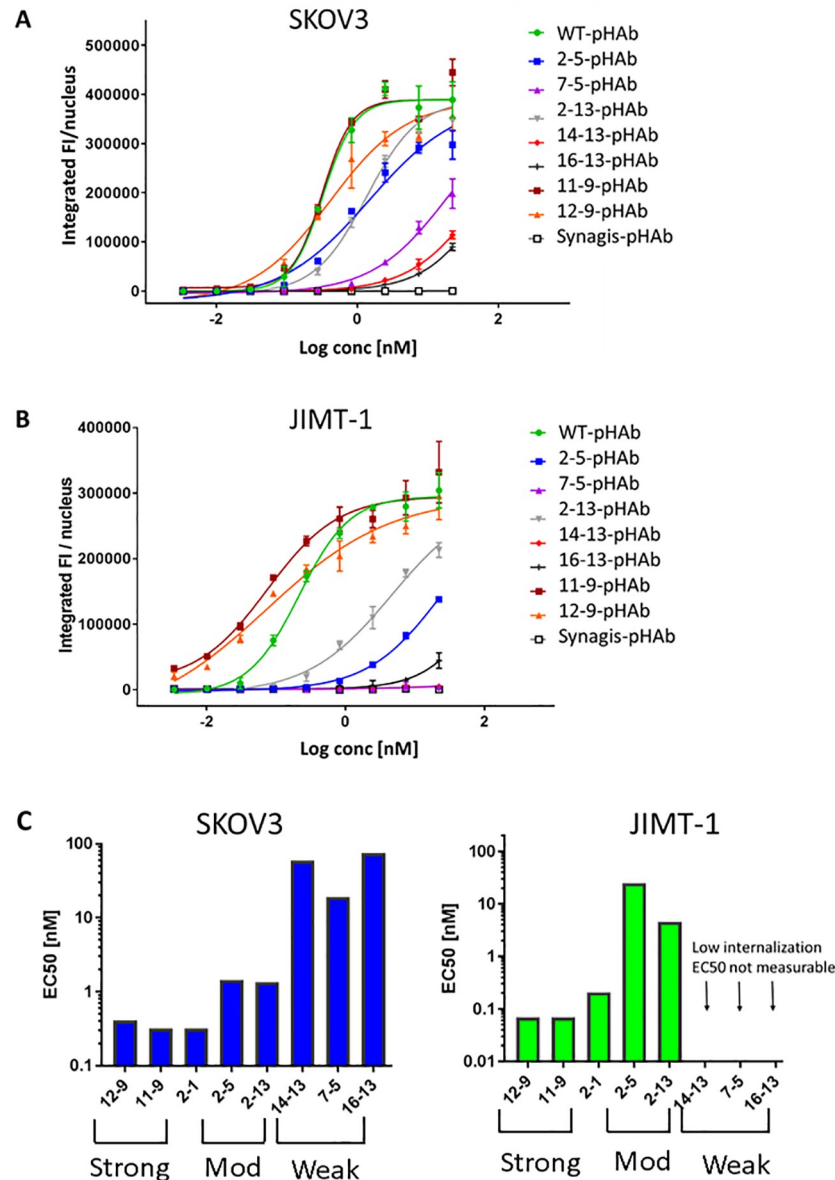 A
SKOV3
500000
400000
300000
200000
100000
0
Integrated FI/nucleus
-2
0
2
Log conc [nM]
WT-pHAb
2-5-pHAb
7-5-pHAb
2-13-pHAb
14-13-pHAb
16-13-pHAb
11-9-pHAb
12-9-pHAb
Synagis-pHAb
B
JIMT-1
400000
300000
200000
100000
0
Integrated FI / nucleus
-2
0
2
Log conc [nM]
WT-pHAb
2-5-pHAb
7-5-pHAb
2-13-pHAb
14-13-pHAb
16-13-pHAb
11-9-pHAb
12-9-pHAb
Synagis-pHAb
C
SKOV3
100
10
1
0.1
EC50 [nM]
12-9
11-9
2-1
2-5
2-13
14-13
7-5
16-13
Strong
Mod
Weak
JIMT-1
100
10
1
0.1
0.01
EC50 [nM]
Low internalization
EC50 not measurable
12-9
11-9
2-1
2-5
2-13
14-13
7-5
16-13
Strong
Mod
Weak